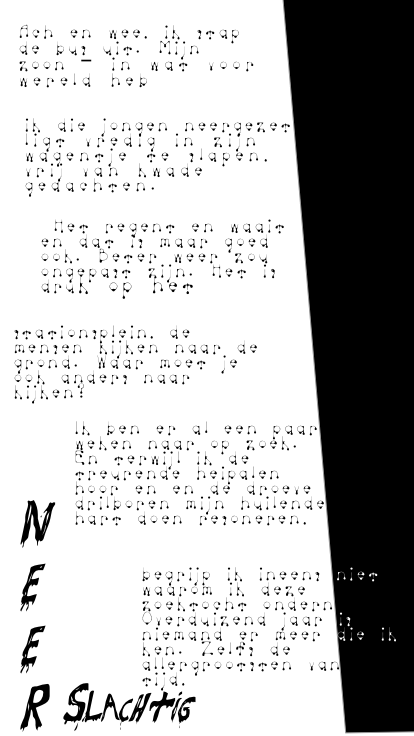 Ach en wee, ik stap
de bus uit. Mijn
zoon – in wat voor
wereld heb
ik die jongen neergezet
ligt vredig in zijn
wagentje te slapen,
vrij van kwade
gedachten.
Het regent en waait
en dat is maar goed
ook. Beter weer zou
ongepast zijn. Het is
druk op het
stationsplein, de
mensen kijken naar de
grond. Waar moet je
ook anders naar
kijken?
Ik ben er al een paar
weken naar op zoek.
En terwijl ik de
treurende heipalen
hoor en en de droeve
drilboren mijn huilende
hart doen resoneren,
begrijp ik ineens niet
waarom ik deze
zoektocht ondern
Overduizend jaar is
niemand er meer die ik
ken. Zelfs de
allergrootsten van
tijd.
NEER SLACHtiG